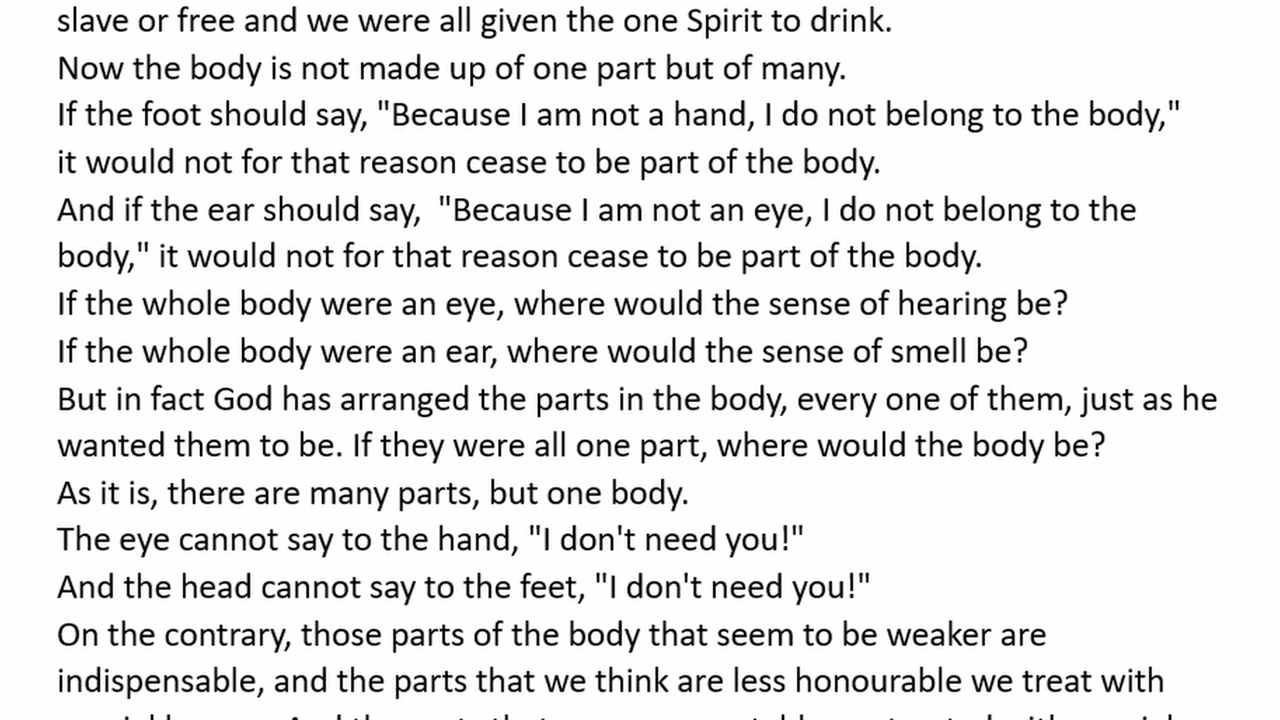 slave or free and we were all given the one Spirit to drink.
Now the body is not made up of one part but of many.
If the foot should say, "Because I am not a hand, I do not belong to the body,"
it would not for that reason cease to be part of the body.
And if the ear should say,  "Because I am not an eye, I do not belong to the
body," it would not for that reason cease to be part of the body.
If the whole body were an eye, where would the sense of hearing be?
If the whole body were an ear, where would the sense of smell be?
But in fact God has arranged the parts in the body, every one of them, just as he
wanted them to be. If they were all one part, where would the body be?
As it is, there are many parts, but one body.
The eye cannot say to the hand, "I don't need you!"
And the head cannot say to the feet, "I don't need you!"
On the contrary, those parts of the body that seem to be weaker are
indispensable, and the parts that we think are less honourable we treat with